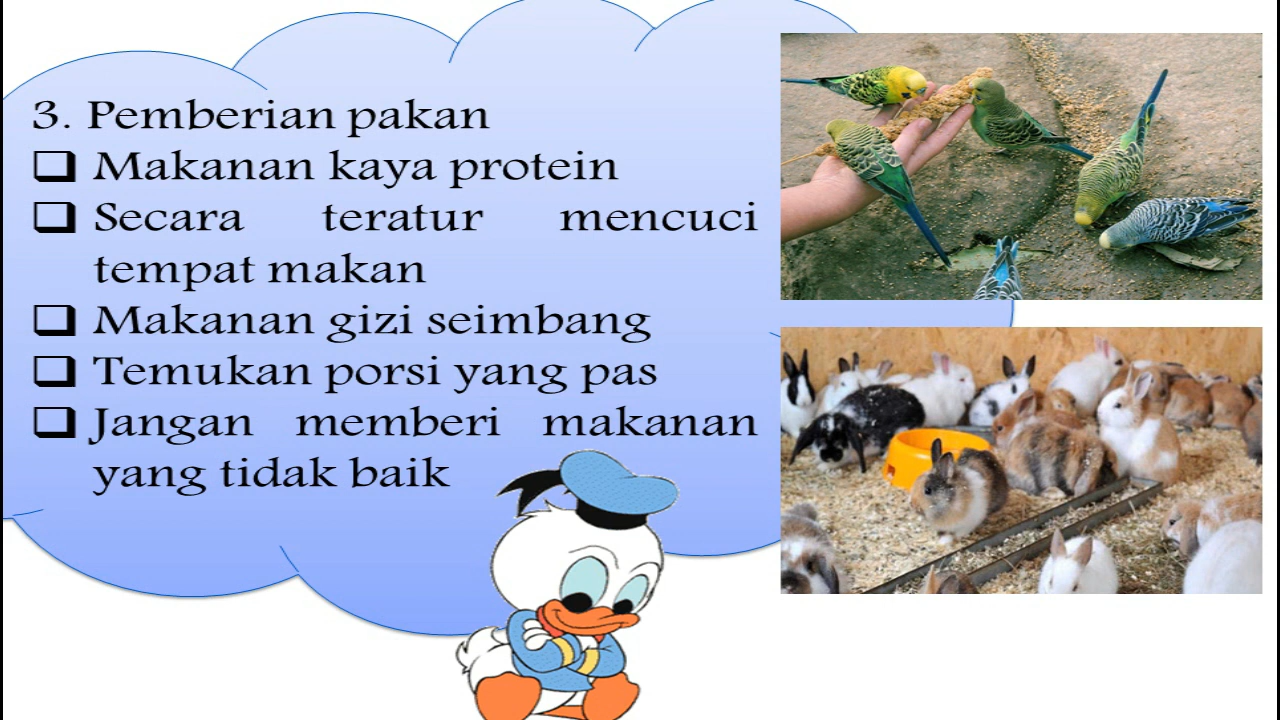 3. Pemberian pakan
❑ Makanan kaya protein
❑ Secara teratur mencuci
tempat makan
❑ Makanan gizi seimbang
❑ Temukan porsi yang pas
❑ Jangan memberi makanan
yang tidak baik